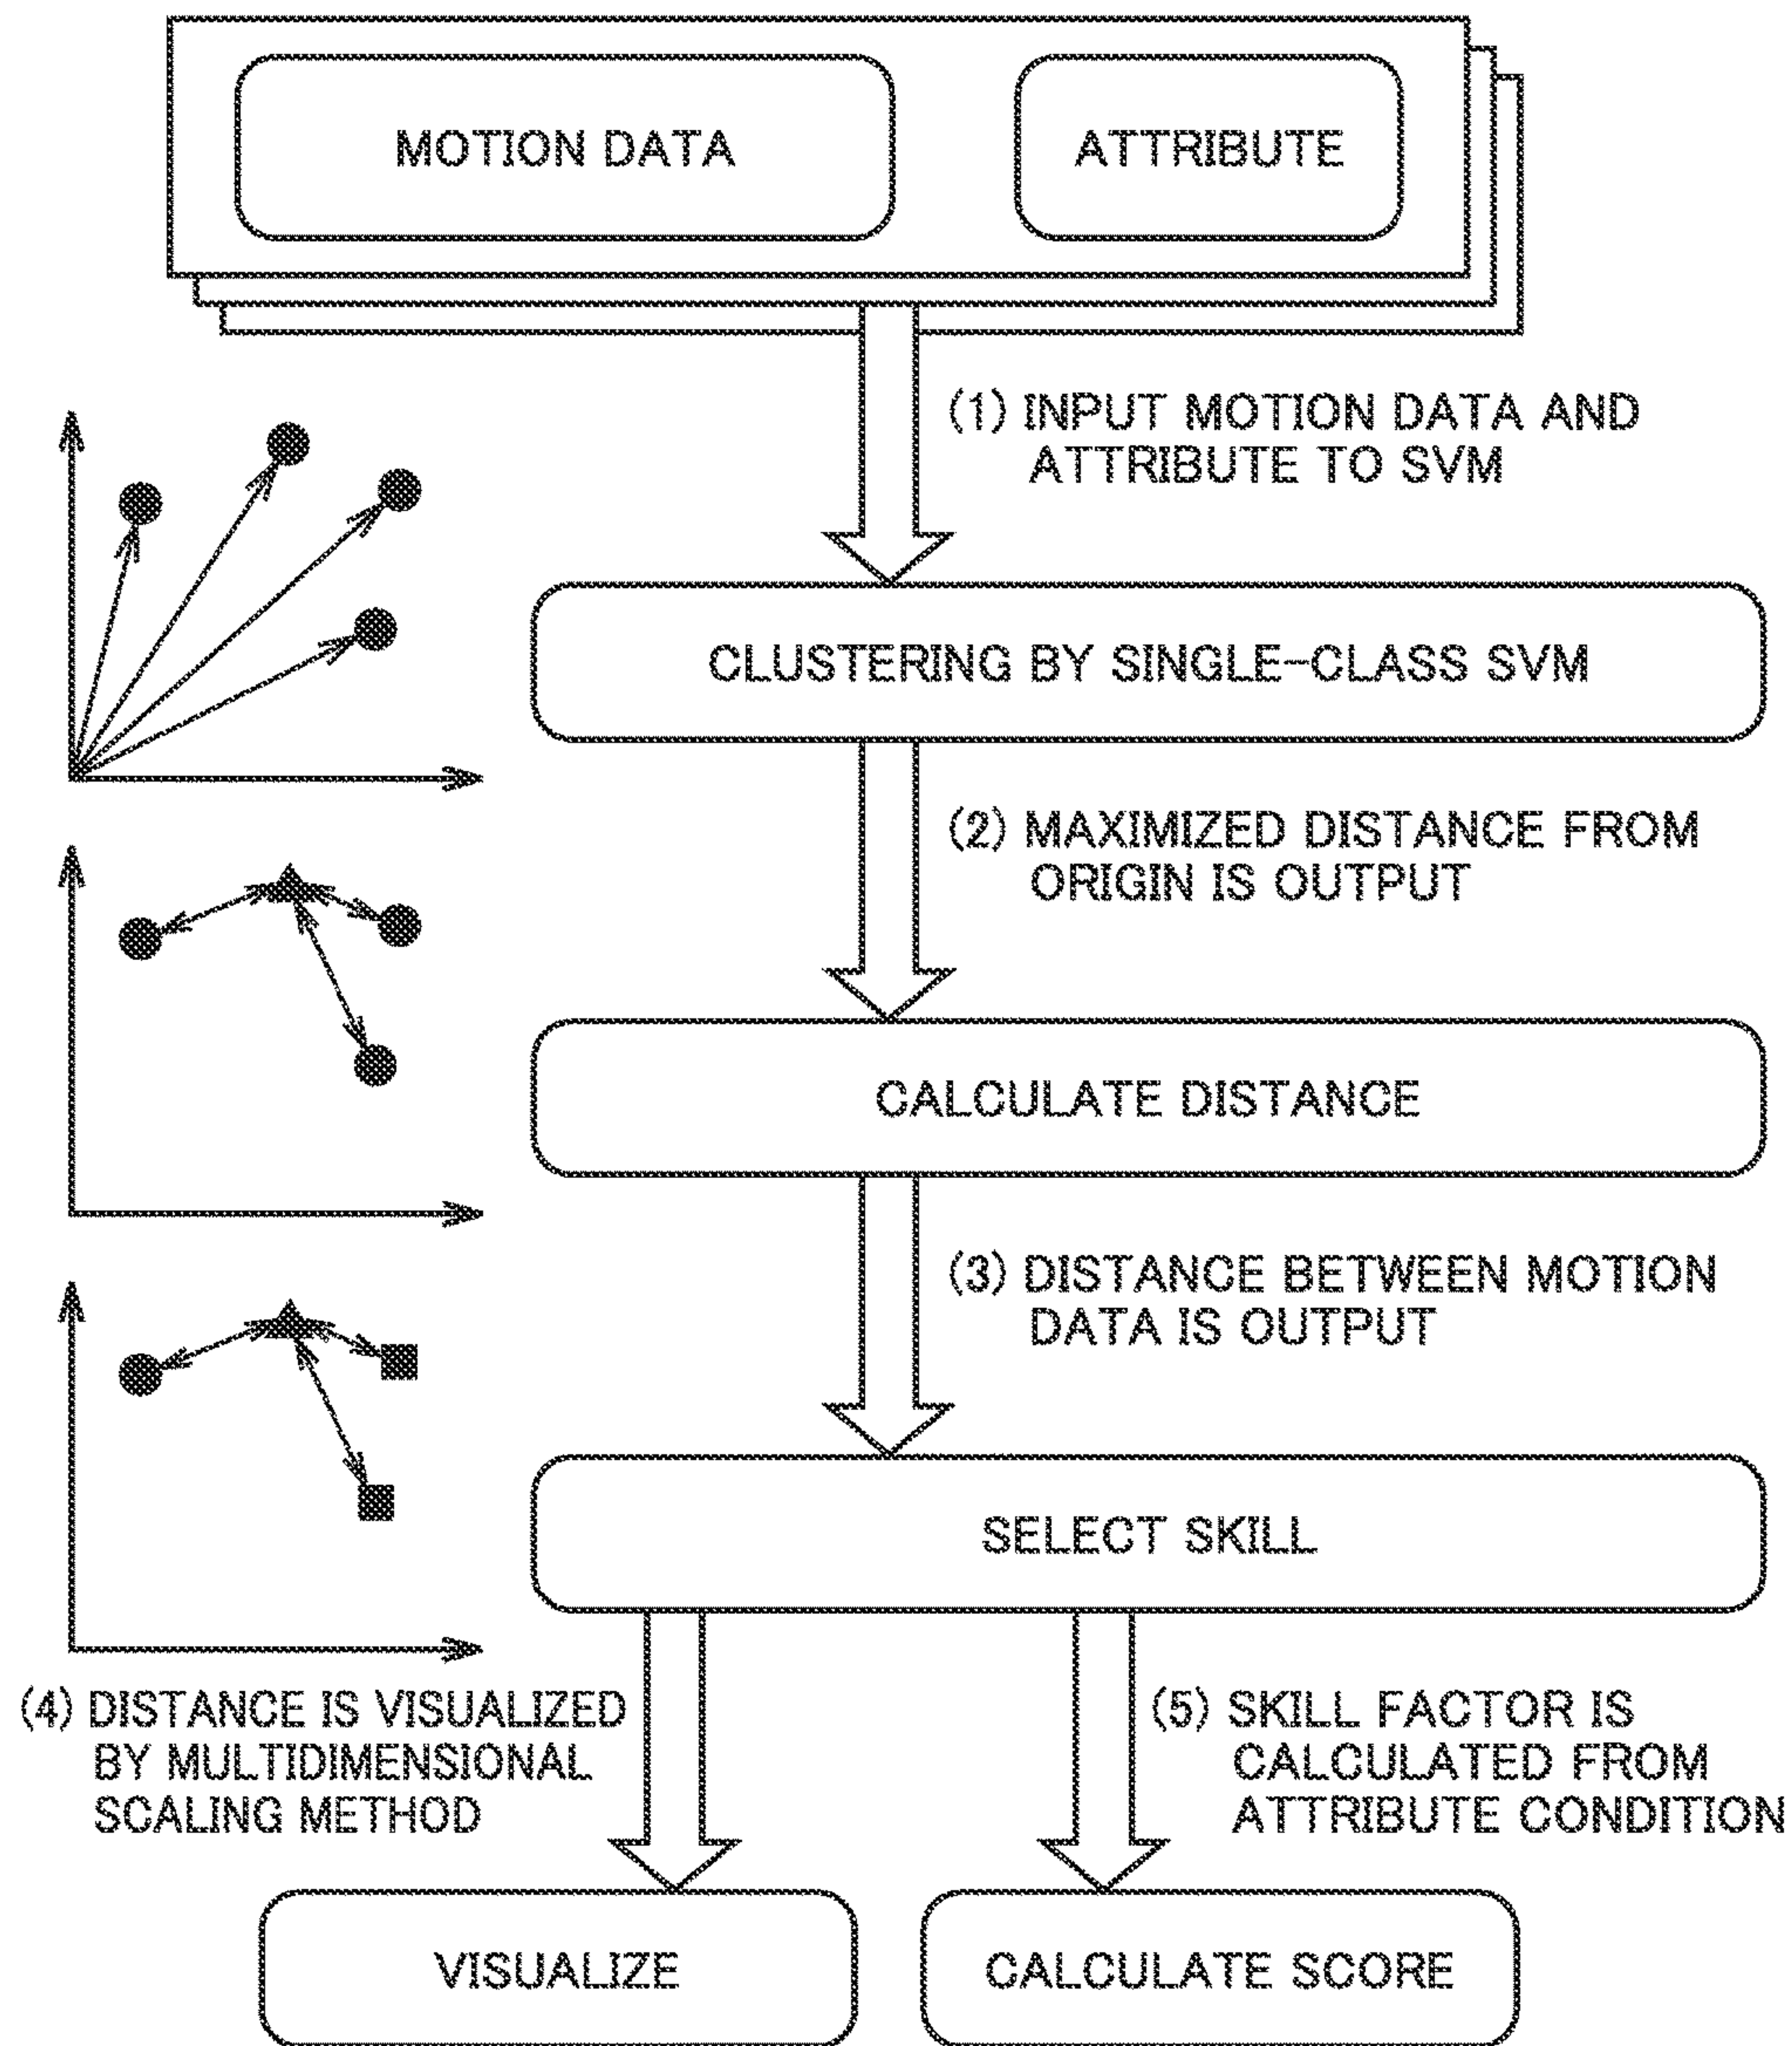 MOTION DATA
ATTRIBUTE
(1) INPUT MOTION DATA AND
ATTRIBUTE TO SVM
CLUSTERING BY SINGLE-CLASS SVM
(2) MAXIMIZED DISTANCE FROM
ORIGIN IS OUTPUT
CALCULATE DISTANCE
(3) DISTANCE BETWEEN MOTION
DATA IS OUTPUT
SELECT SKILL
(4) DISTANCE IS VISUALIZED
BY MULTIDIMENSIONAL
SCALING METHOD
(5) SKILL FACTOR IS
CALCULATED FROM
ATTRIBUTE CONDITION
VISUALIZE
CALCULATE SCORE